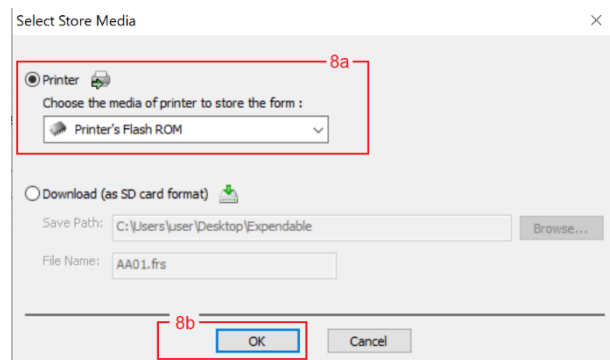 Select Store Media
8a
Printer
Choose the media of printer to store the form :
Printer's Flash ROM
Download (as SD card format)
Save Path: C:\Users\user\Desktop\Expendable Browse...
File Name: AA01.frs
8b
OK Cancel